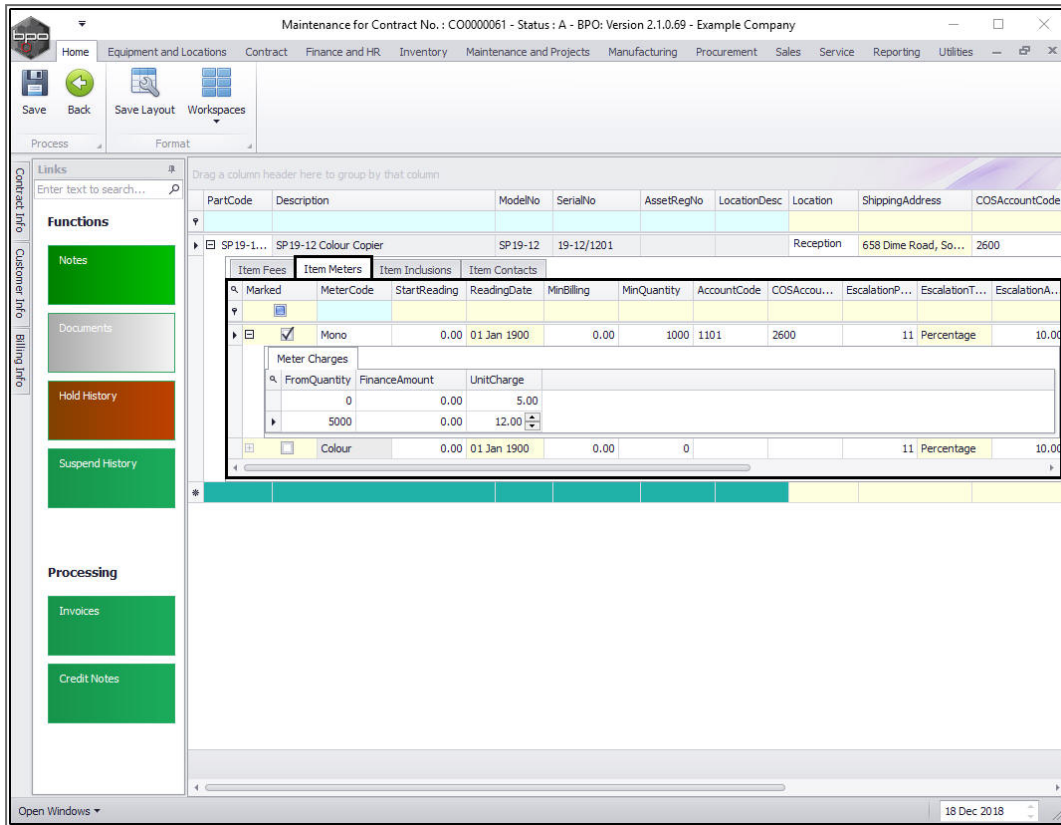 bpo
Maintenance for Contract No. : CO0000061 - Status : A - BPO: Version 2.1.0.69 - Example Company
Home Equipment and Locations Contract Finance and HR Inventory Maintenance and Projects Manufacturing Procurement Sales Service Reporting Utilities
Save Back Save Layout Workspaces
Process Format
Contract Info
Customer Info
Billing Info
Links
Enter text to search...
Functions
Notes
Documents
Hold History
Suspend History
Processing
Invoices
Credit Notes
Drag a column header here to group by that column
PartCode Description ModelNo SerialNo AssetRegNo LocationDesc Location ShippingAddress COSAccountCode
SP19-1... SP19-12 Colour Copier SP19-12 19-12/1201 Reception 658 Dime Road, So... 2600
Item Fees Item Meters Item Inclusions Item Contacts
Marked MeterCode StartReading ReadingDate MinBilling MinQuantity AccountCode COSAccou... EscalationP... EscalationT... EscalationA...
Mono 0.00 01 Jan 1900 0.00 1000 1101 2600 11 Percentage 10.00
Meter Charges
FromQuantity FinanceAmount UnitCharge
0 0.00 5.00
5000 0.00 12.00
Colour 0.00 01 Jan 1900 0.00 0 11 Percentage 10.00
Open Windows
18 Dec 2018